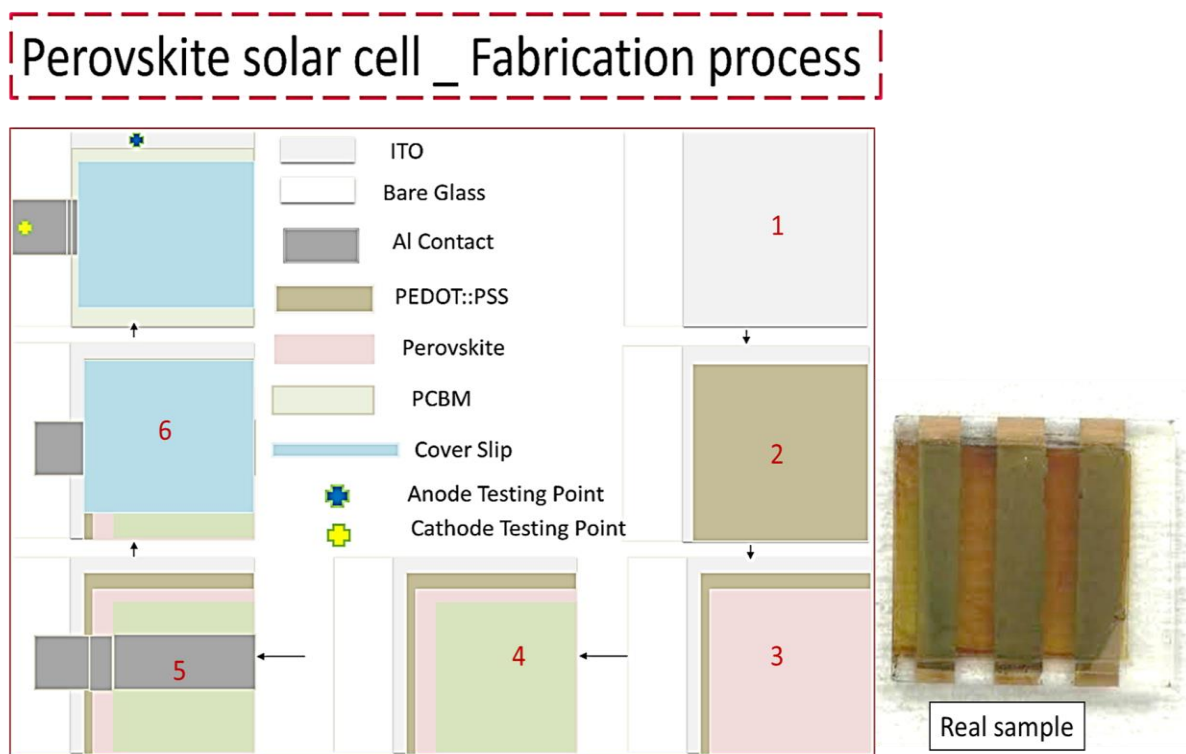 Perovskite solar cell _ Fabrication process
ITO
Bare Glass
Al Contact
PEDOT::PSS
Perovskite
PCBM
Cover Slip
Anode Testing Point
Cathode Testing Point
1
2
3
4
5
6
Real sample